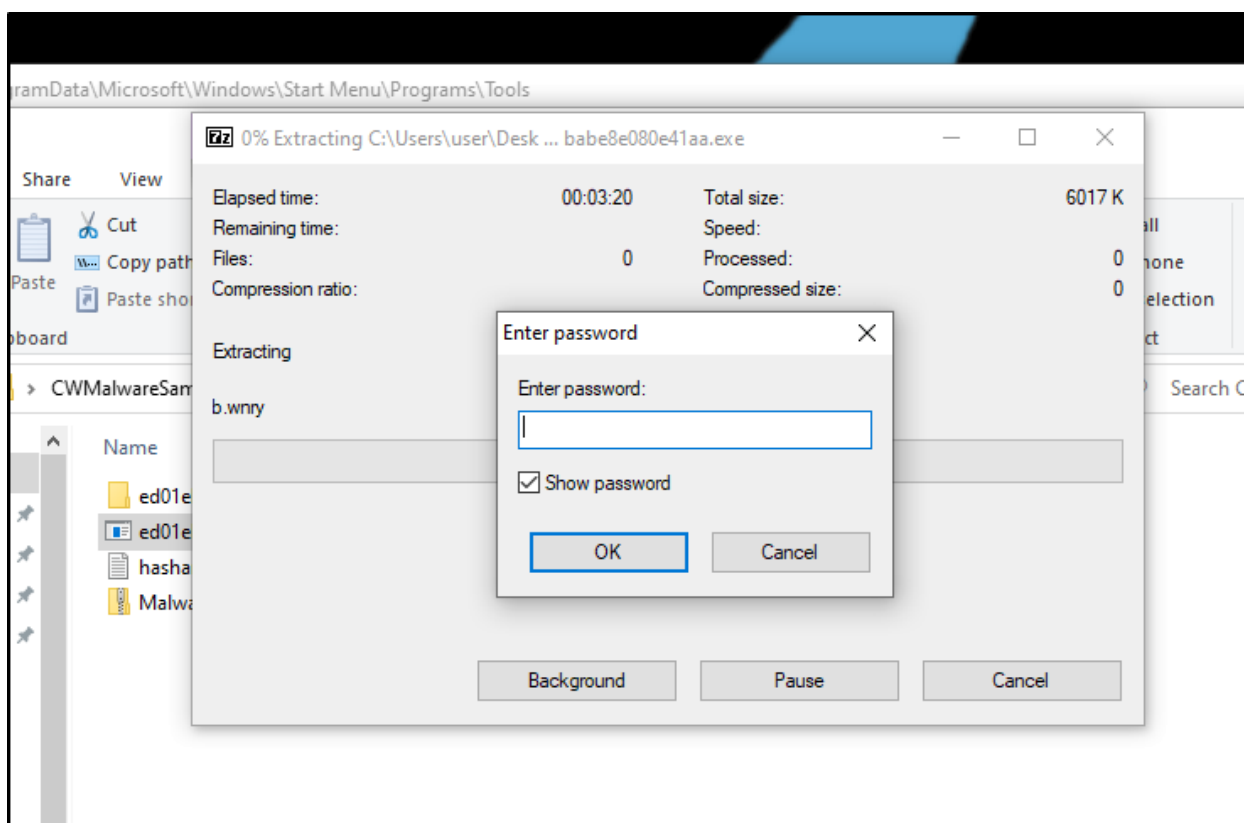 gramData\Microsoft\Windows\Start Menu\Programs\Tools
7z 0% Extracting C:\Users\user\Desk ... babe8e080e41aa.exe
Share View
Elapsed time: 00:03:20 Total size: 6017 K
Remaining time: Speed:
Files: 0 Processed: 0
Compression ratio: Compressed size: 0
Cut
Copy path
Paste
Paste sho
pboard
all
none
election
ct
Extracting
b.wnry
Enter password
Enter password:
Show password
OK Cancel
CWMalwareSam
Search C
Name
ed01e
ed01e
hasha
Malwa
Background Pause Cancel